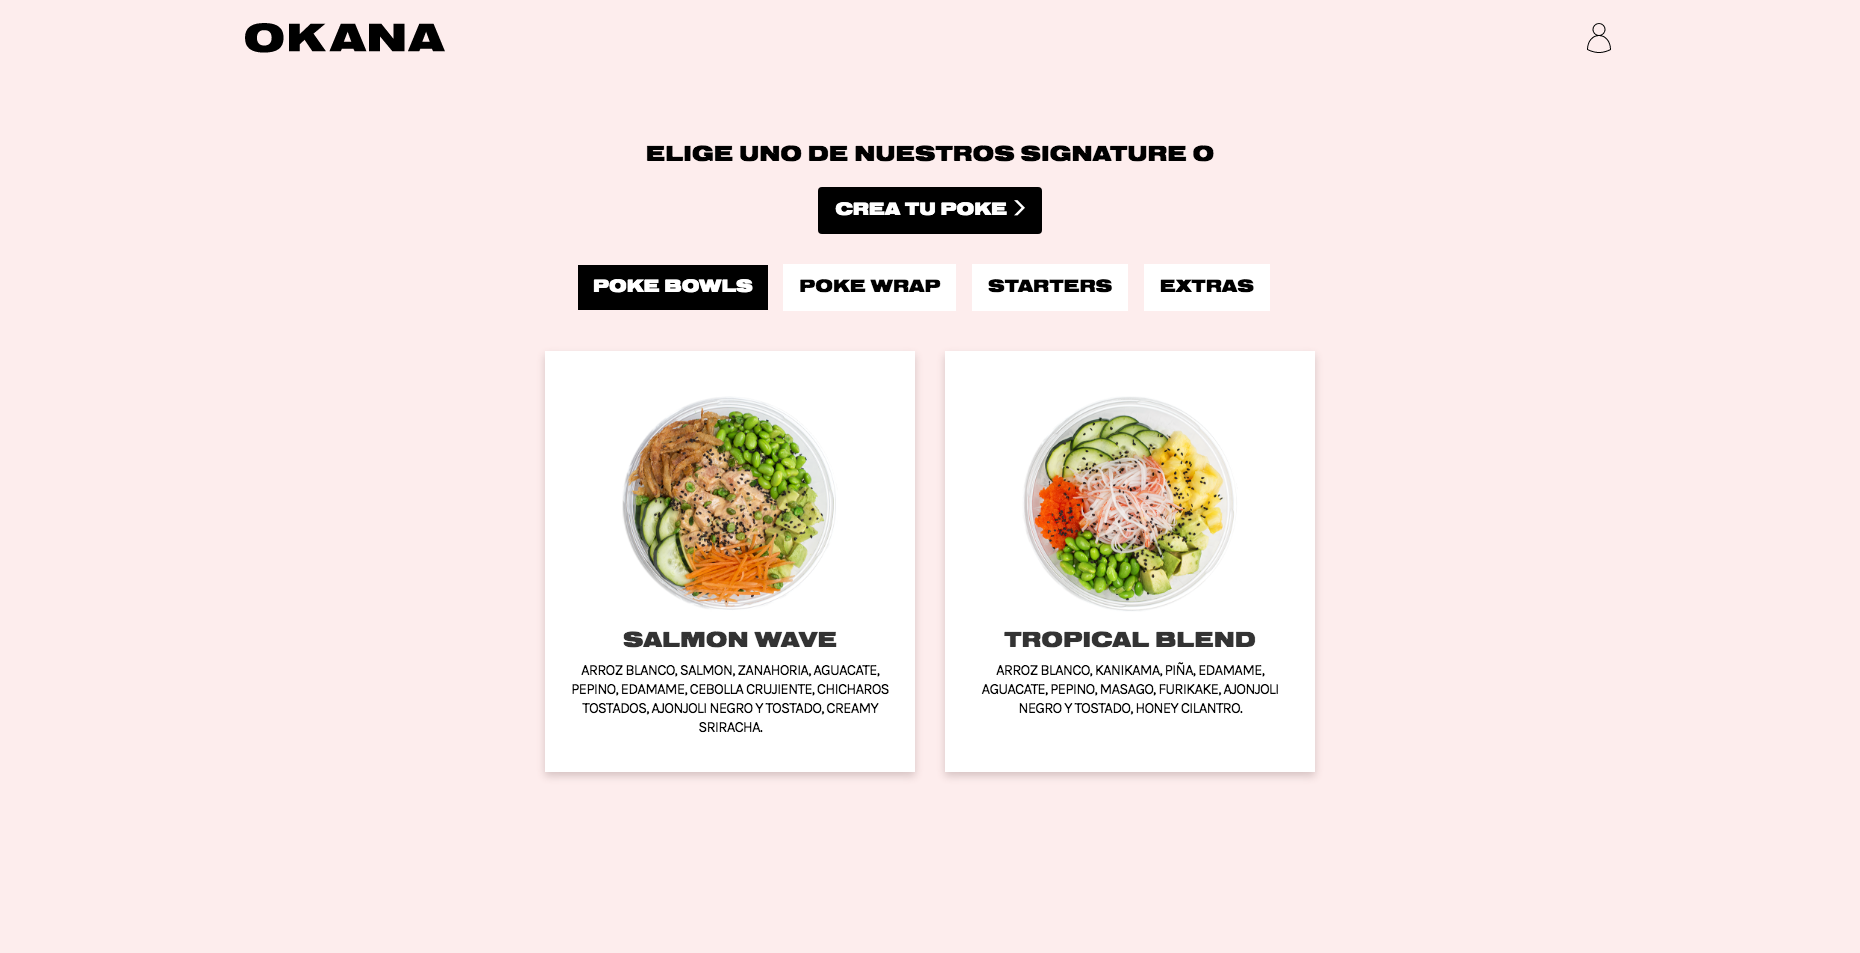 OKANA
ELIGE UNO DE NUESTROS SIGNATURE O
CREA TU POKE
POKE BOWLS
POKE WRAP
STARTERS
EXTRAS
SALMON WAVE
ARROZ BLANCO, SALMON, ZANAHORIA, AGUACATE,
PEPINO, EDAMAME, CEBOLLA CRUJIENTE, CHICHAROS
TOSTADOS, AJONJOLI NEGRO Y TOSTADO, CREAMY
SRIRACHA.
TROPICAL BLEND
ARROZ BLANCO, KANIKAMA, PIÑA, EDAMAME,
AGUACATE, PEPINO, MASAGO, FURIKAKE, AJONJOLI
NEGRO Y TOSTADO, HONEY CILANTRO.